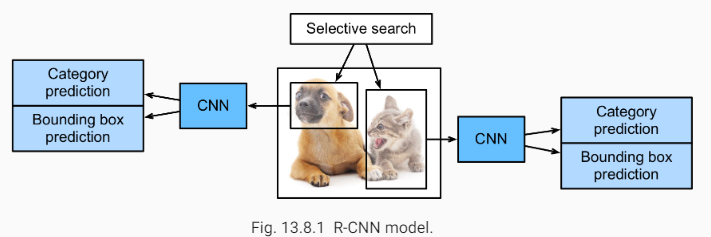 Selective search
Category
prediction
Bounding box
prediction
CNN
CNN
Category
prediction
Bounding box
prediction
Fig. 13.8.1 R-CNN model.